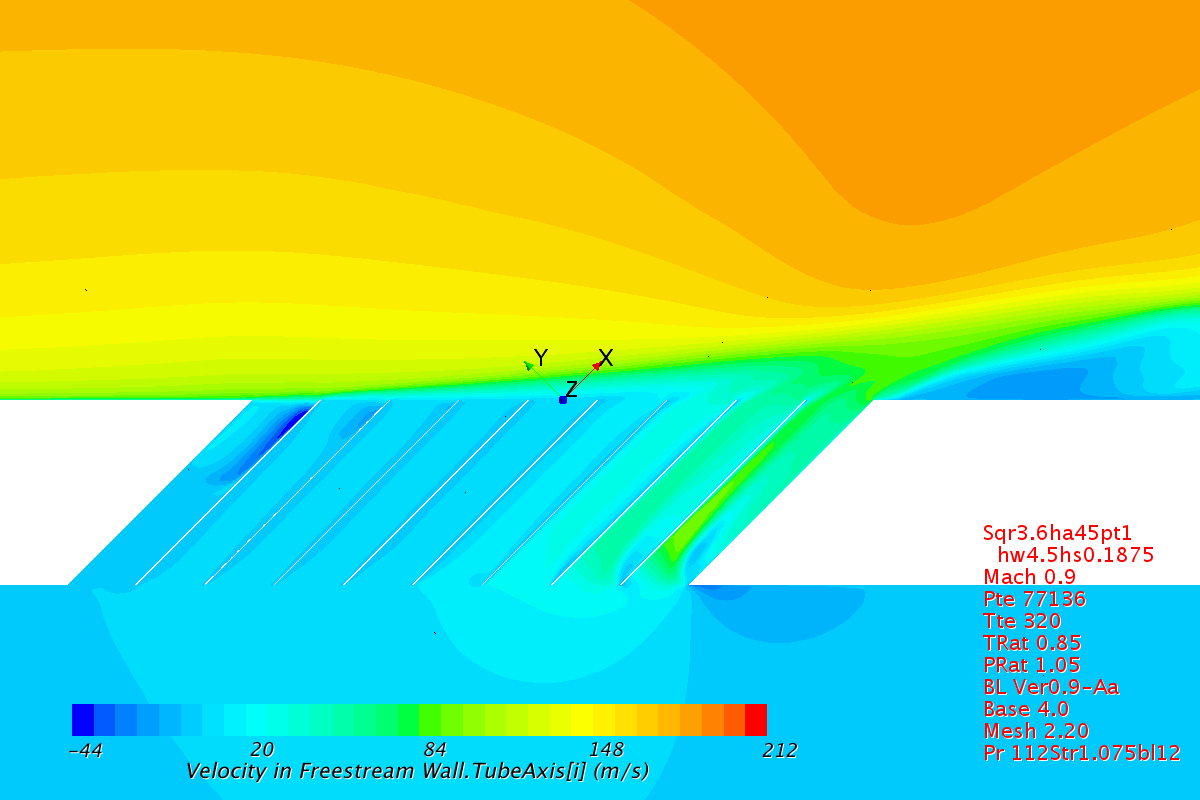 Y X
Z
Sqr3.6ha45pt1
hw4.5hs0.1875
Mach 0.9
Pte 77136
Tte 320
TRat 0.85
PRat 1.05
BL Ver0.9-Aa
Base 4.0
Mesh 2.20
Pr 112Str1.075bl12
-44 20 84 148 212
Velocity in Freestream Wall.TubeAxis[i] (m/s)